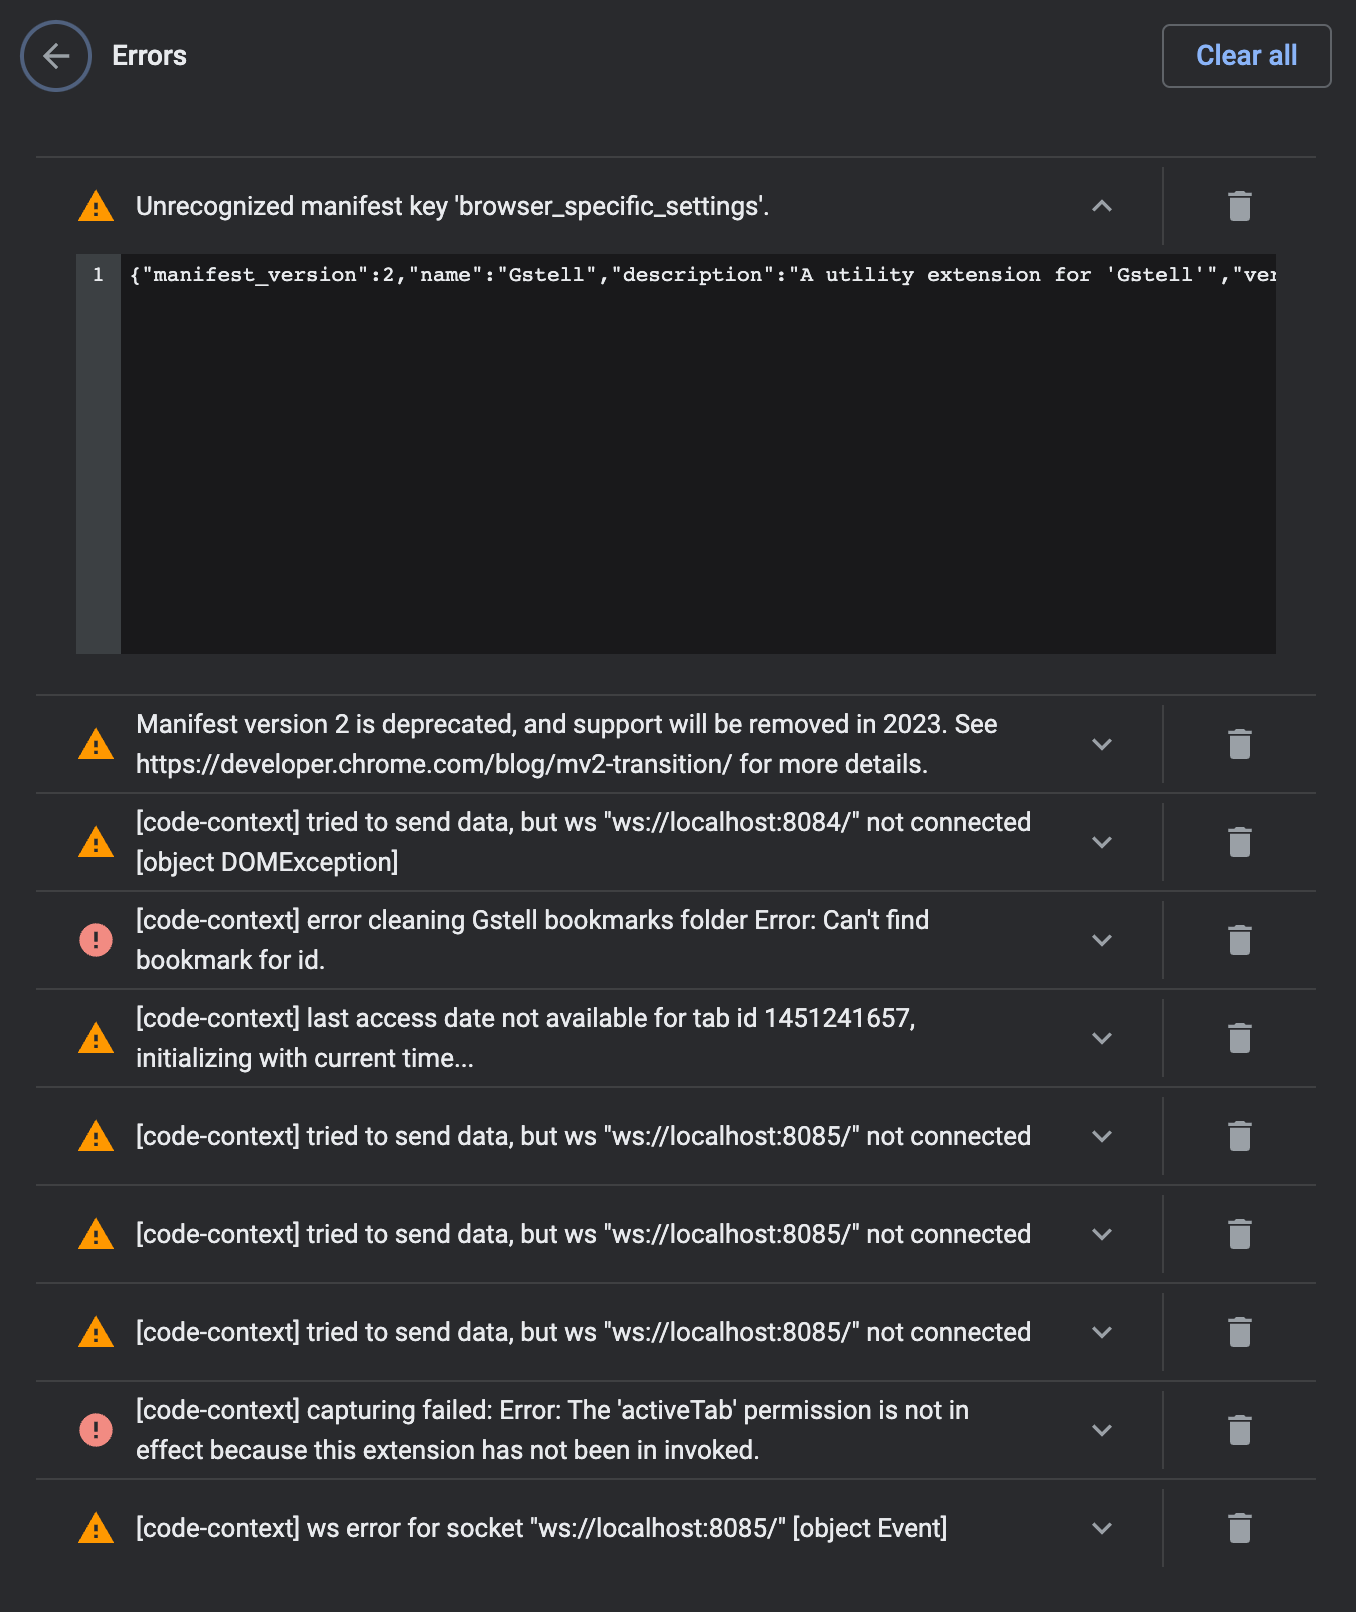 Errors
Clear all
Unrecognized manifest key 'browser_specific_settings'.
1
{"manifest_version":2,"name":"Gstell","description":"A utility extension for 'Gstell'","ver
Manifest version 2 is deprecated, and support will be removed in 2023. See
https://developer.chrome.com/blog/mv2-transition/ for more details.
[code-context] tried to send data, but ws "ws://localhost:8084/" not connected
[object DOMException]
[code-context] error cleaning Gstell bookmarks folder Error: Can't find
bookmark for id.
[code-context] last access date not available for tab id 1451241657,
initializing with current time...
[code-context] tried to send data, but ws "ws://localhost:8085/" not connected
[code-context] tried to send data, but ws "ws://localhost:8085/" not connected
[code-context] tried to send data, but ws "ws://localhost:8085/" not connected
[code-context] capturing failed: Error: The 'activeTab' permission is not in
effect because this extension has not been in invoked.
[code-context] ws error for socket "ws://localhost:8085/" [object Event]